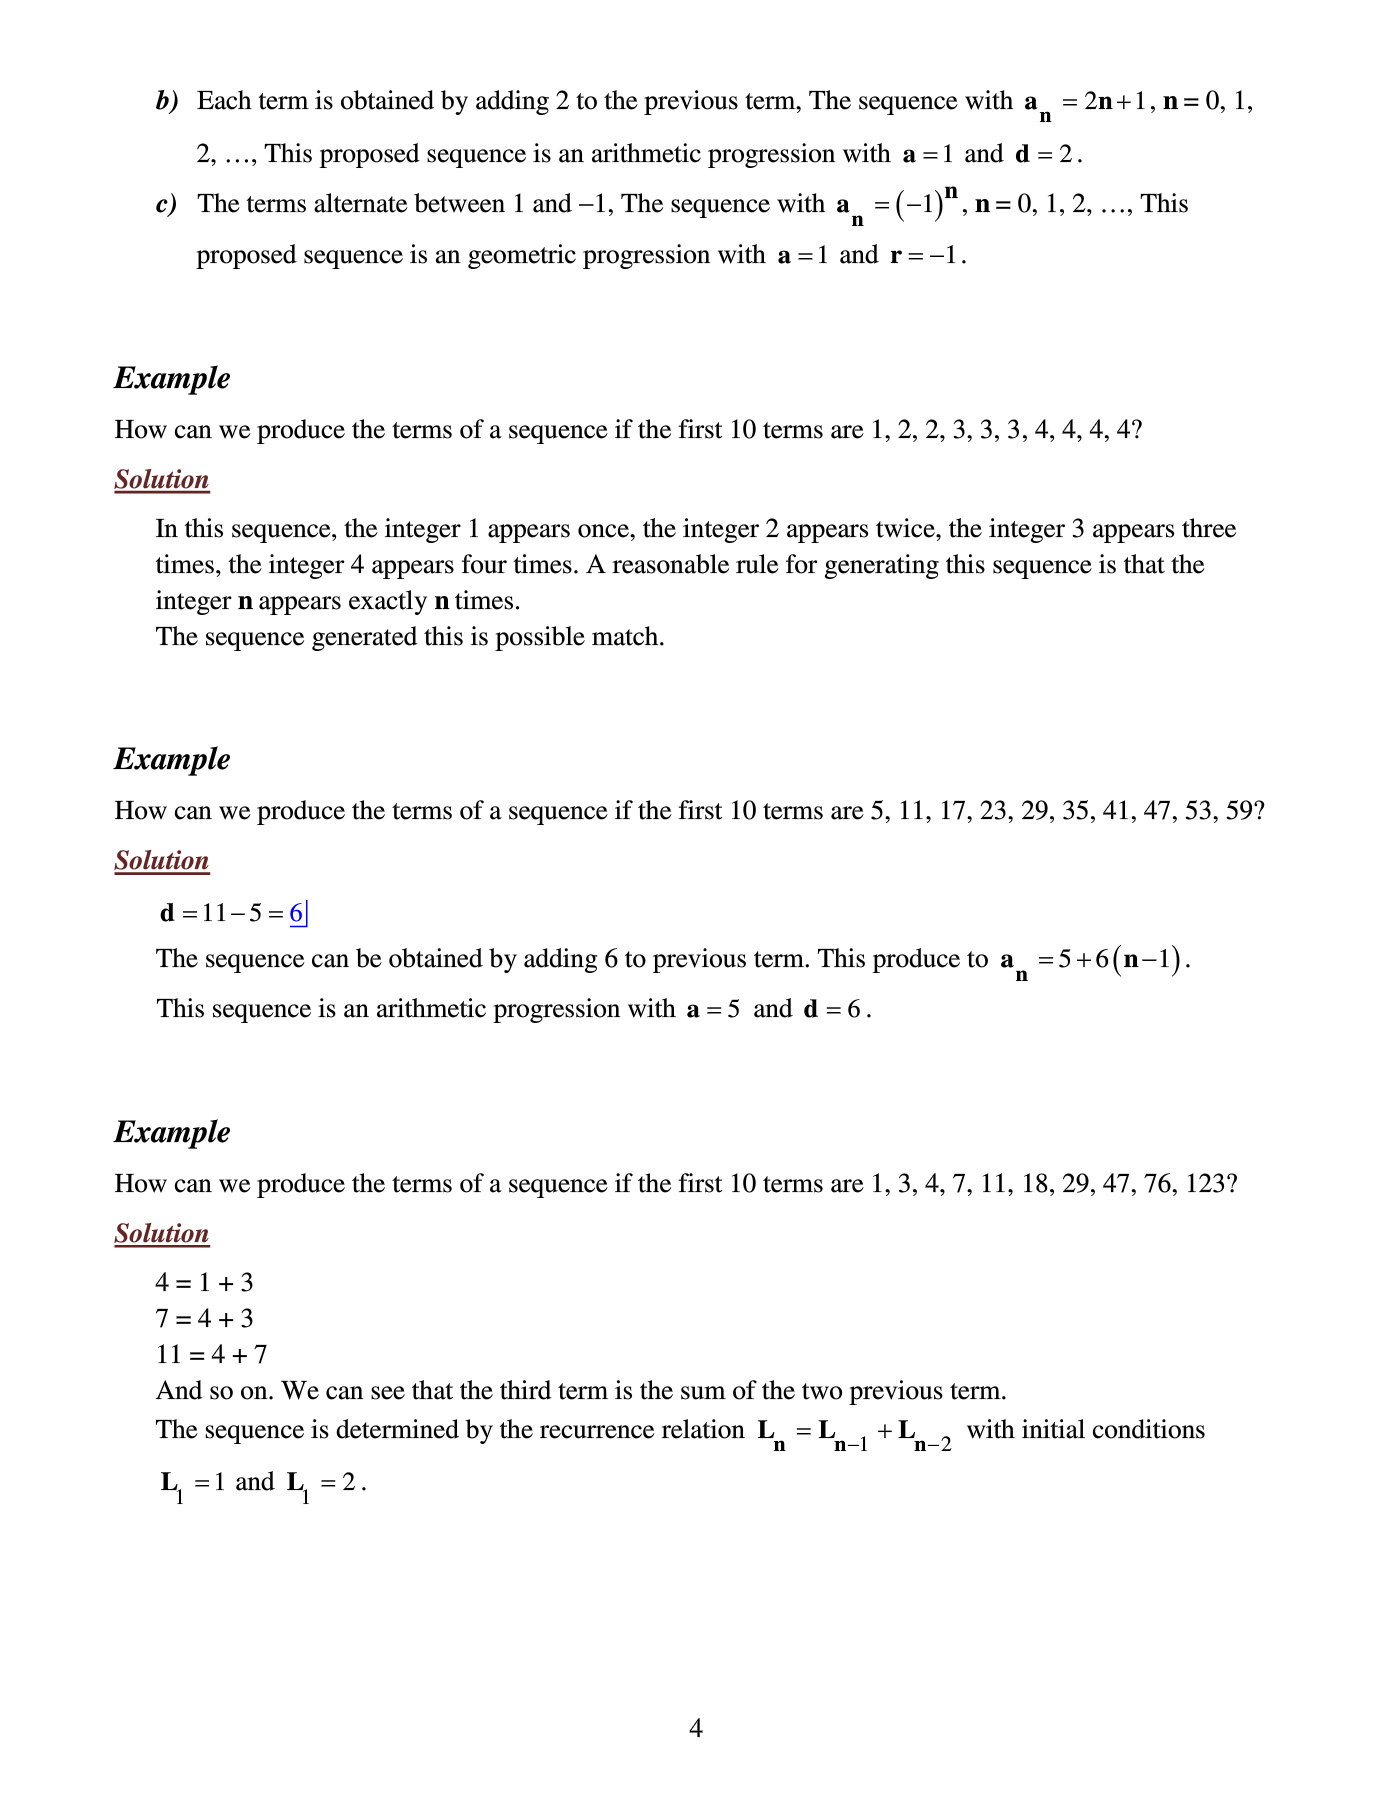 b) Each term is obtained by adding 2 to the previous term, The sequence with aₙ = 2n+1, n = 0, 1,
2, …, This proposed sequence is an arithmetic progression with a = 1 and d = 2.
c) The terms alternate between 1 and −1, The sequence with aₙ = (−1)ⁿ, n = 0, 1, 2, …, This
proposed sequence is an geometric progression with a = 1 and r = −1.
Example
How can we produce the terms of a sequence if the first 10 terms are 1, 2, 2, 3, 3, 3, 4, 4, 4, 4?
Solution
In this sequence, the integer 1 appears once, the integer 2 appears twice, the integer 3 appears three
times, the integer 4 appears four times. A reasonable rule for generating this sequence is that the
integer n appears exactly n times.
The sequence generated this is possible match.
Example
How can we produce the terms of a sequence if the first 10 terms are 5, 11, 17, 23, 29, 35, 41, 47, 53, 59?
Solution
d = 11 − 5 = 6|
The sequence can be obtained by adding 6 to previous term. This produce to aₙ = 5 + 6(n−1).
This sequence is an arithmetic progression with a = 5 and d = 6.
Example
How can we produce the terms of a sequence if the first 10 terms are 1, 3, 4, 7, 11, 18, 29, 47, 76, 123?
Solution
4 = 1 + 3
7 = 4 + 3
11 = 4 + 7
And so on. We can see that the third term is the sum of the two previous term.
The sequence is determined by the recurrence relation Lₙ = Lₙ₋₁ + Lₙ₋₂ with initial conditions
L₁ = 1 and L₁ = 2.
4